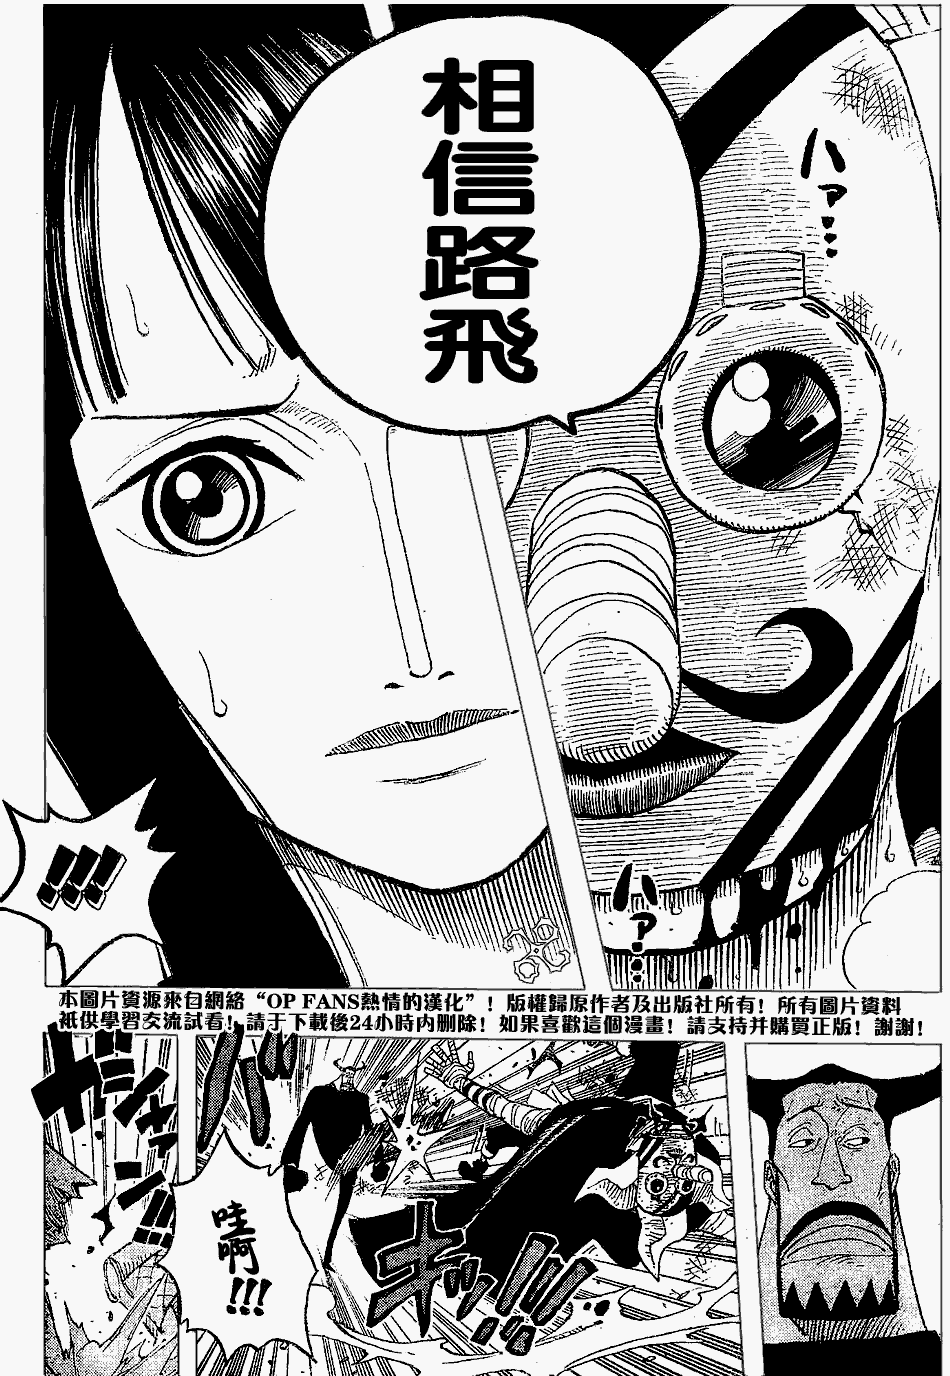 相信路飛
ハァ…
!!!
ハァ…
本圖片資源來自網絡“OP FANS熱情的漢化”！版權歸原作者及出版社所有！所有圖片資料
衹供學習交流試看！請于下載後24小時内删除！如果喜歡這個漫畫！請支持并購買正版！謝謝！
哇啊!!!
ギッ!!!